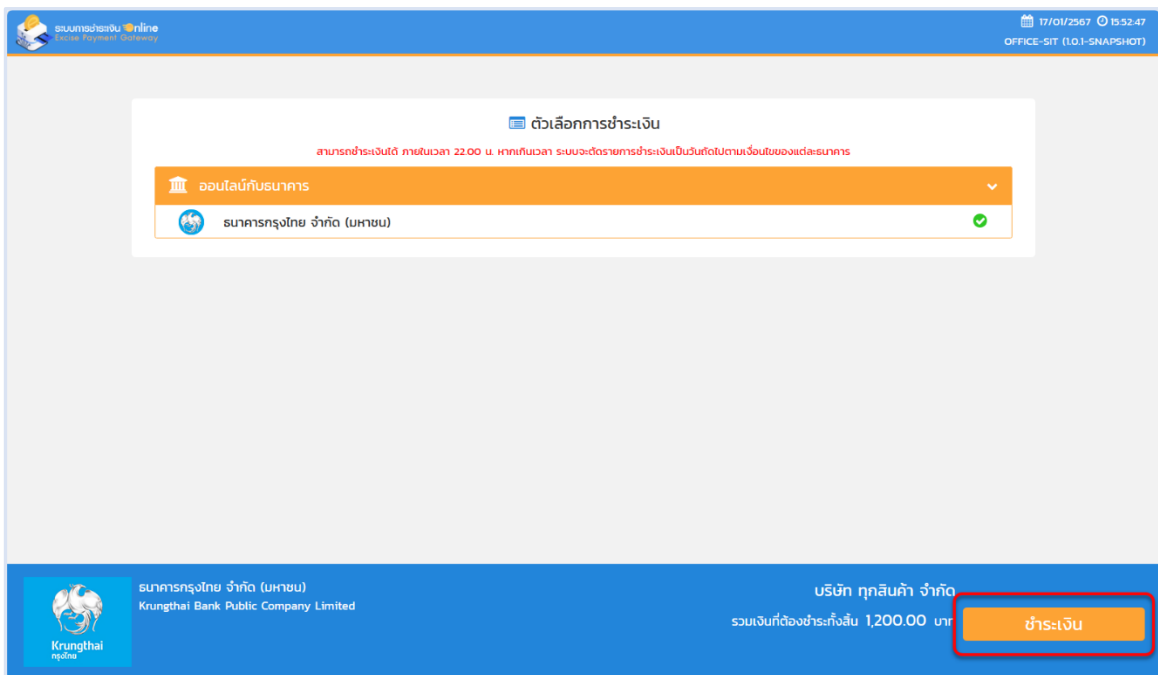 ระบบการชำระเงิน Online
Excise Payment Gateway
17/01/2567 15:52:47
OFFICE-SIT (1.0.1-SNAPSHOT)
ตัวเลือกการชำระเงิน
สามารถชำระเงินได้ ภายในเวลา 22.00 น. หากเกินเวลา ระบบจะตัดรายการชำระเงินเป็นวันถัดไปตามเงื่อนไขของแต่ละธนาคาร
ออนไลน์กับธนาคาร
ธนาคารกรุงไทย จำกัด (มหาชน)
Krungthai
กรุงไทย
ธนาคารกรุงไทย จำกัด (มหาชน)
Krungthai Bank Public Company Limited
บริษัท ทุกสินค้า จำกัด
รวมเงินที่ต้องชำระทั้งสิ้น 1,200.00 บาท
ชำระเงิน